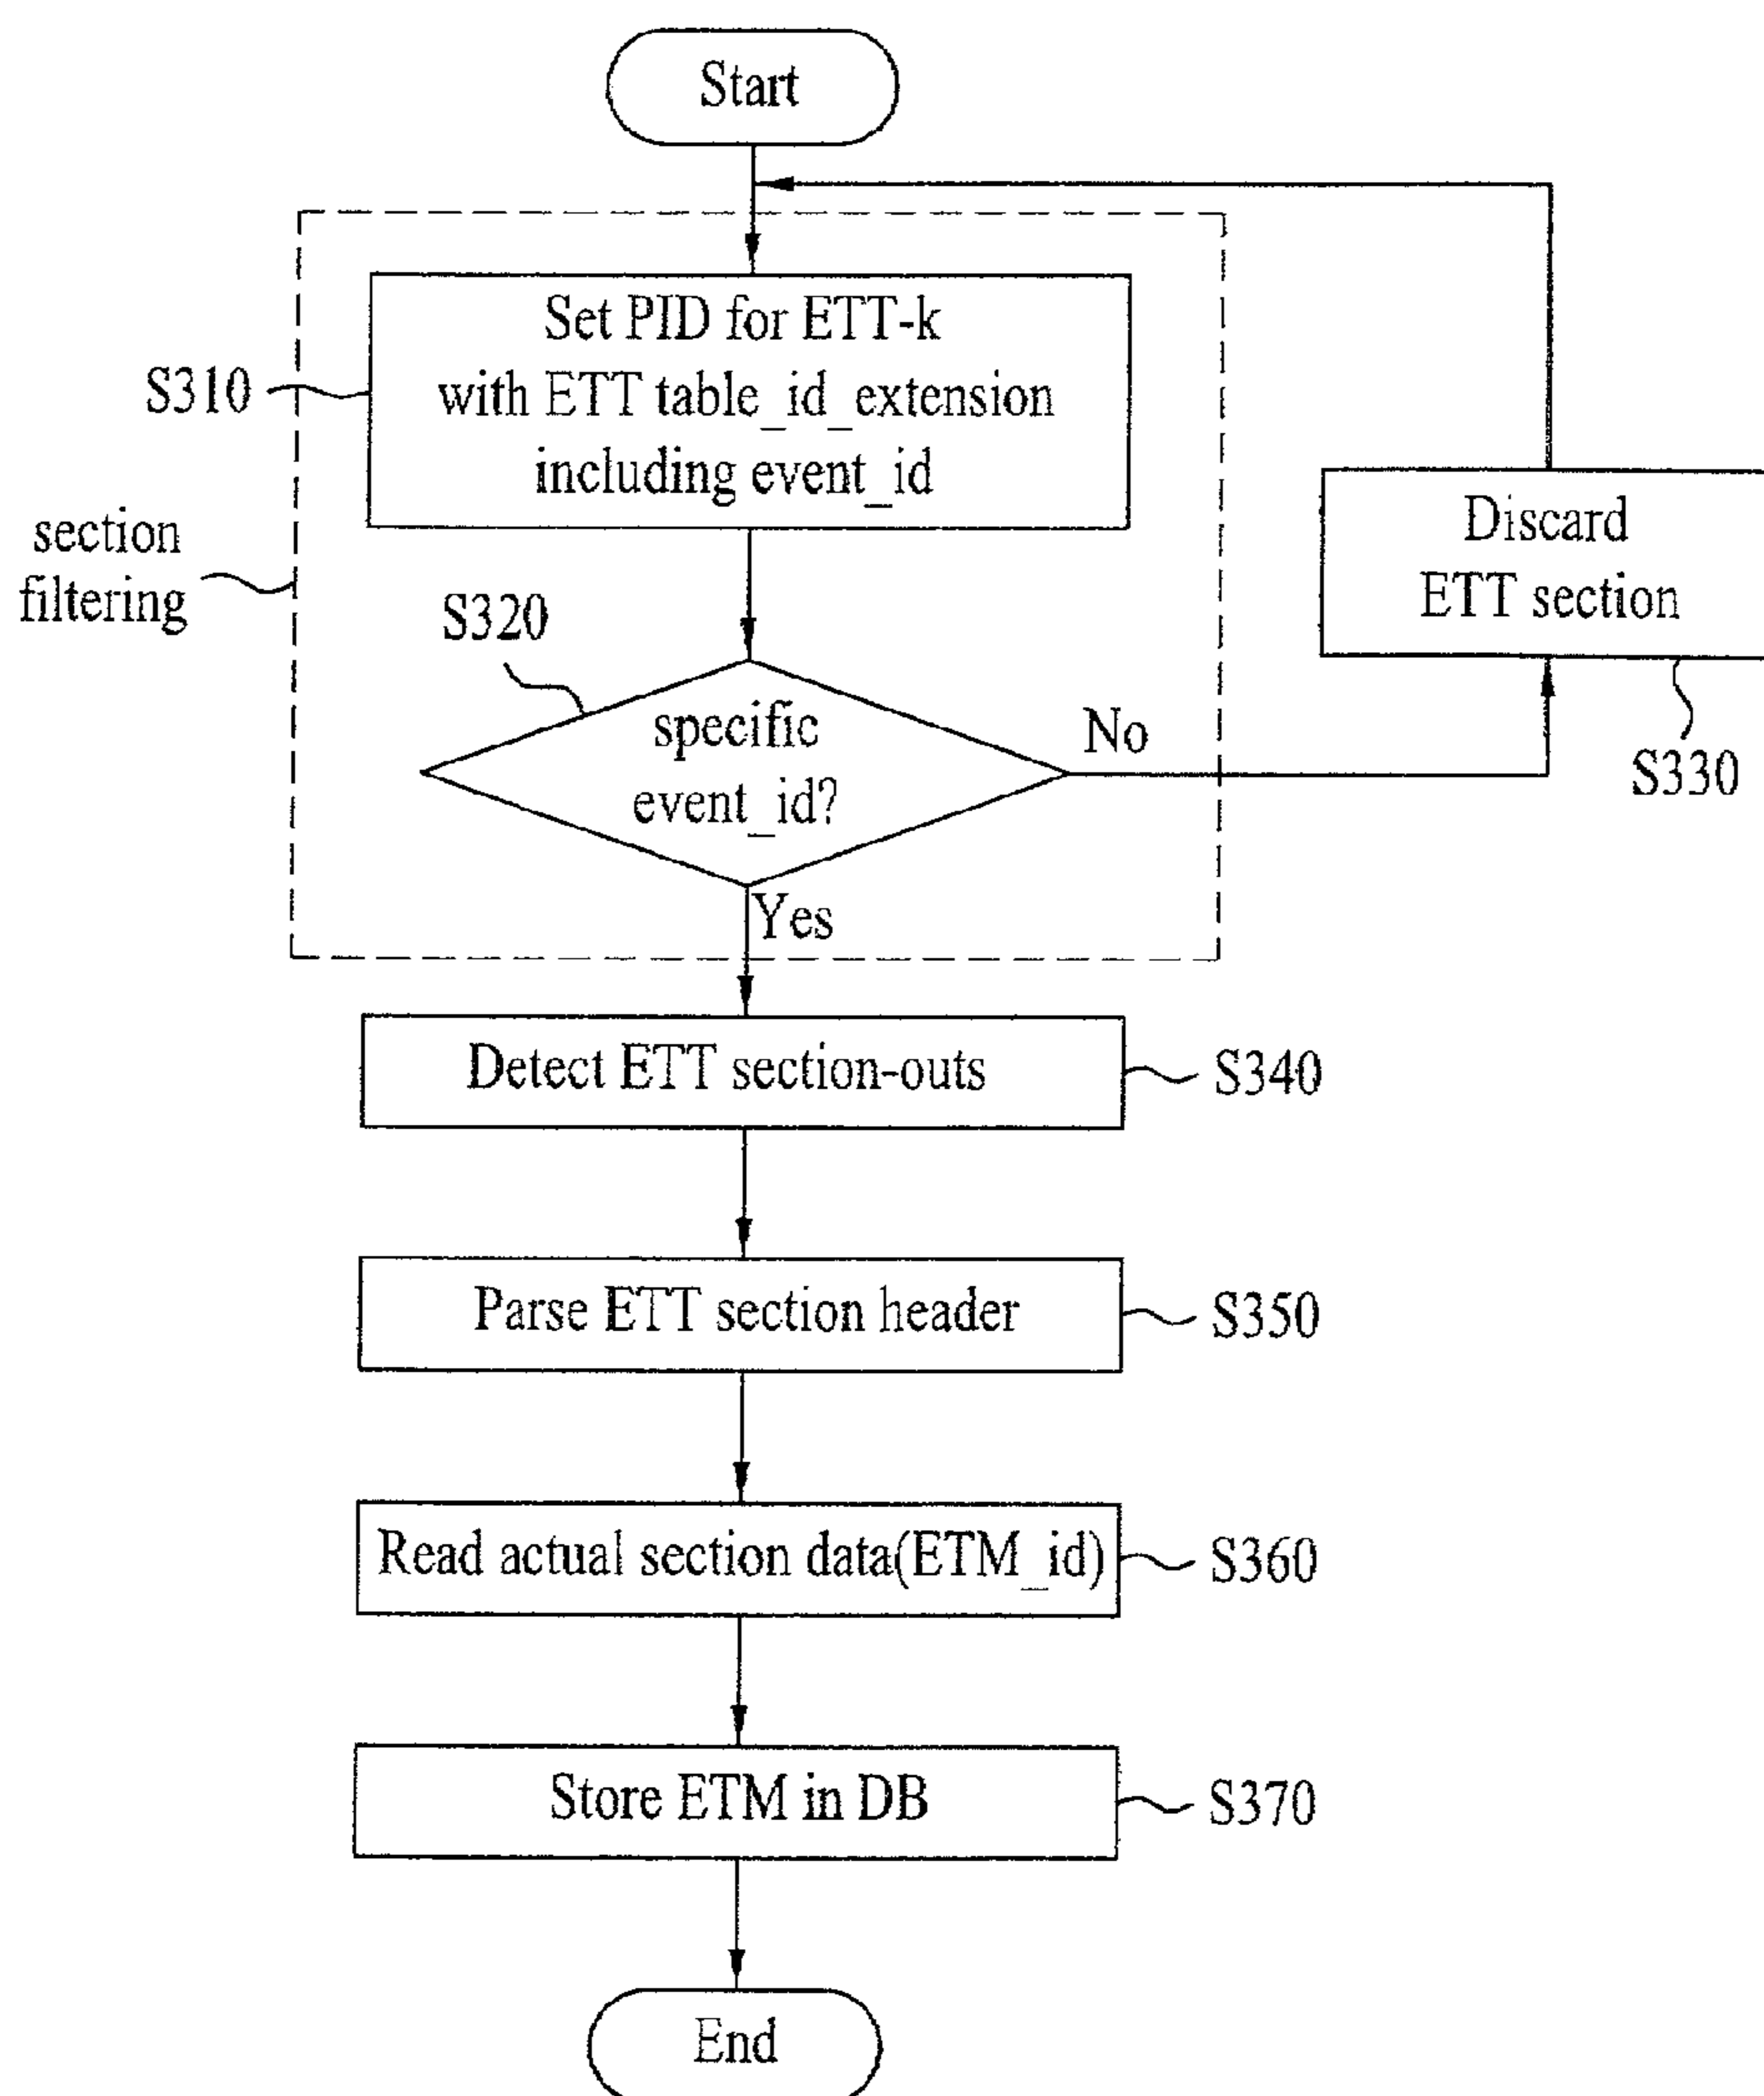 Start
Set PID for ETT-k
with ETT table_id_extension
including event_id
S310
section
filtering
Discard
ETT section
S330
S320
specific
event_id?
No
Yes
Detect ETT section-outs
S340
Parse ETT section header
S350
Read actual section data(ETM_id)
S360
Store ETM in DB
S370
End